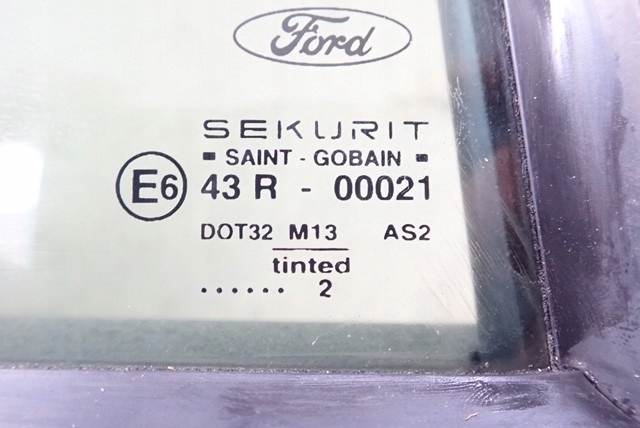 Ford
SEKURIT
▪ SAINT - GOBAIN ▪
E6 43 R - 00021
DOT32 M13 AS2
tinted
...... 2